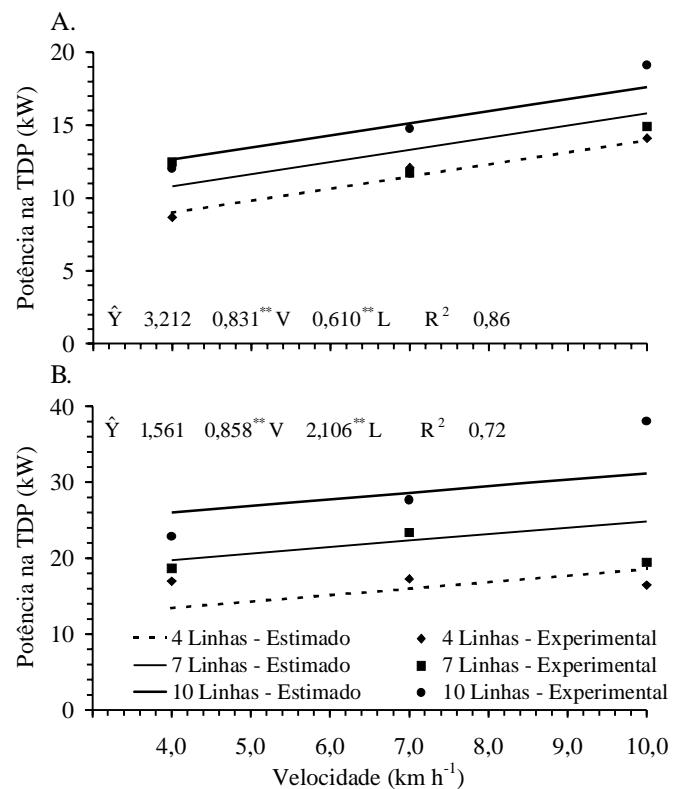 A.
Potência na TDP (kW)
20
15
10
5
0
Ŷ 3,212 0,831** V 0,610** L R² 0,86
B.
Potência na TDP (kW)
40
30
20
10
0
Ŷ 1,561 0,858** V 2,106** L R² 0,72
4 Linhas - Estimado
4 Linhas - Experimental
7 Linhas - Estimado
7 Linhas - Experimental
10 Linhas - Estimado
10 Linhas - Experimental
4,0 5,0 6,0 7,0 8,0 9,0 10,0
Velocidade (km h⁻¹)